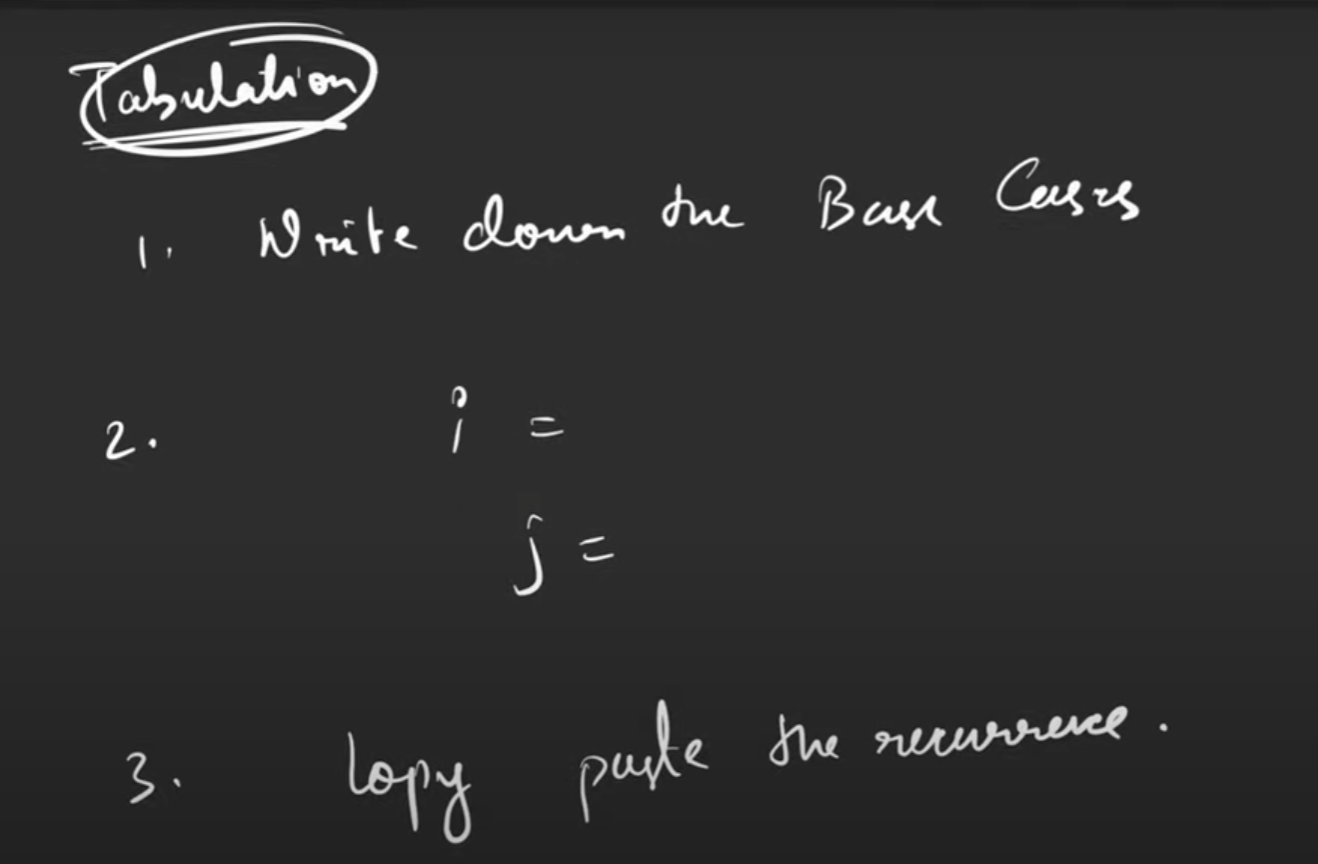 Tabulation
1. Write down the Base Cases
2. i =
j =
3. Copy paste the recurrence.